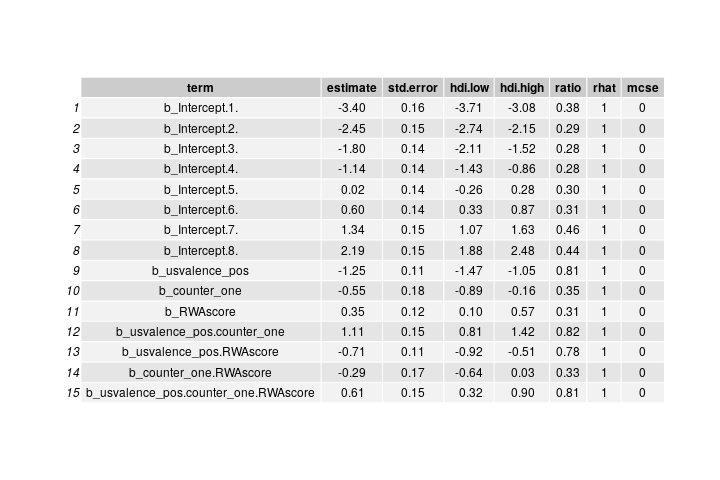 term estimate std.error hdi.low hdi.high ratio rhat mcse
1 b_Intercept.1. -3.40 0.16 -3.71 -3.08 0.38 1 0
2 b_Intercept.2. -2.45 0.15 -2.74 -2.15 0.29 1 0
3 b_Intercept.3. -1.80 0.14 -2.11 -1.52 0.28 1 0
4 b_Intercept.4. -1.14 0.14 -1.43 -0.86 0.28 1 0
5 b_Intercept.5. 0.02 0.14 -0.26 0.28 0.30 1 0
6 b_Intercept.6. 0.60 0.14 0.33 0.87 0.31 1 0
7 b_Intercept.7. 1.34 0.15 1.07 1.63 0.46 1 0
8 b_Intercept.8. 2.19 0.15 1.88 2.48 0.44 1 0
9 b_usvalence_pos -1.25 0.11 -1.47 -1.05 0.81 1 0
10 b_counter_one -0.55 0.18 -0.89 -0.16 0.35 1 0
11 b_RWAscore 0.35 0.12 0.10 0.57 0.31 1 0
12 b_usvalence_pos.counter_one 1.11 0.15 0.81 1.42 0.82 1 0
13 b_usvalence_pos.RWAscore -0.71 0.11 -0.92 -0.51 0.78 1 0
14 b_counter_one.RWAscore -0.29 0.17 -0.64 0.03 0.33 1 0
15 b_usvalence_pos.counter_one.RWAscore 0.61 0.15 0.32 0.90 0.81 1 0